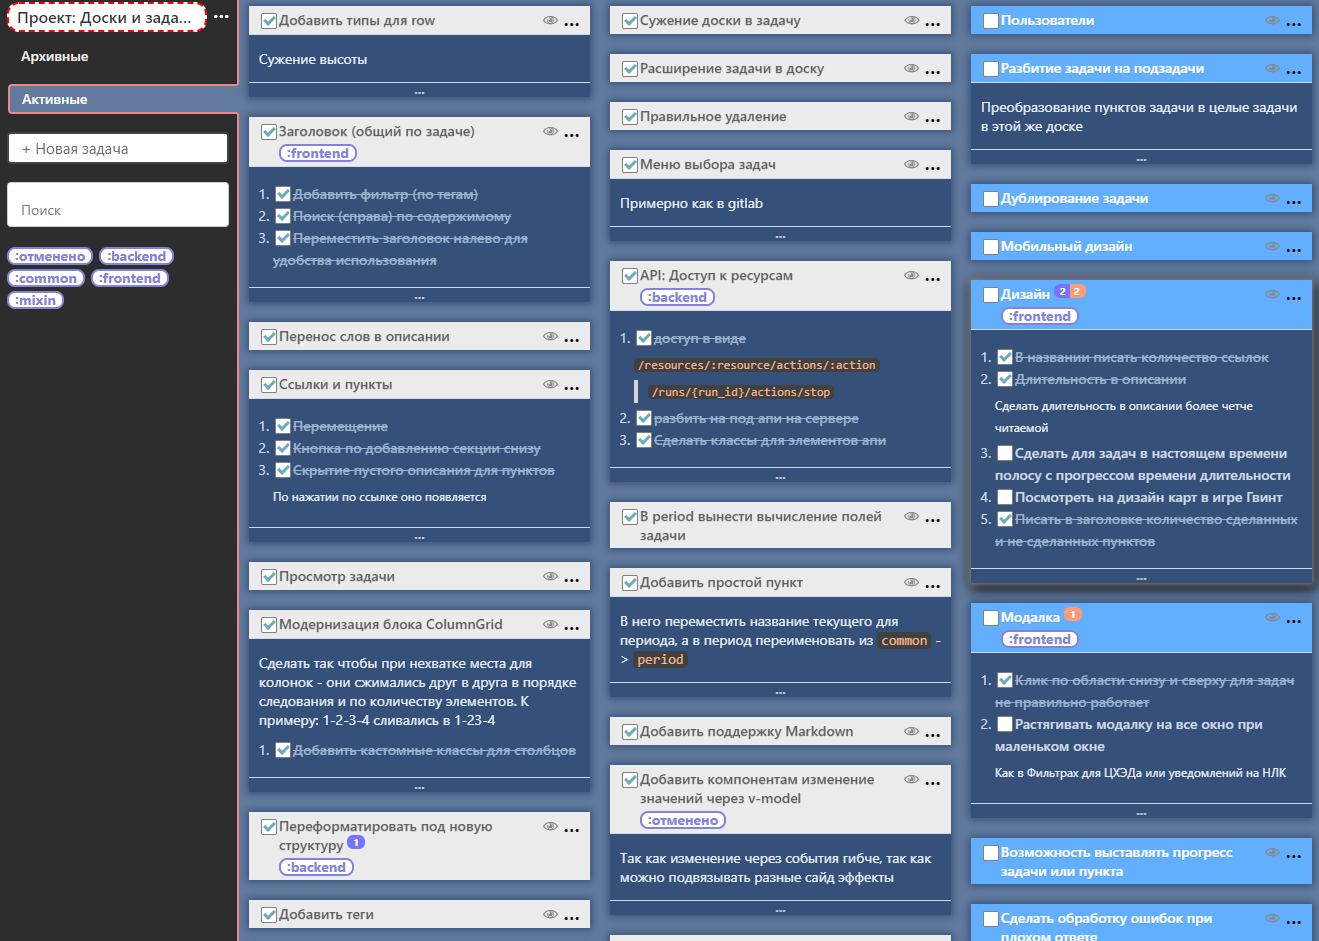 Проект: Доски и зада... ...
Архивные
Активные
+ Новая задача
Поиск
:отменено :backend
:common :frontend
:mixin
Добавить типы для row ...
Сужение высоты
...
Заголовок (общий по задаче) ...
:frontend
1. Добавить фильтр (по тегам)
2. Поиск (справа) по содержимому
3. Переместить заголовок налево для
удобства использования
...
Перенос слов в описании ...
Ссылки и пункты ...
1. Перемещение
2. Кнопка по добавлению секции снизу
3. Скрытие пустого описания для пунктов
По нажатии по ссылке оно появляется
...
Просмотр задачи ...
Модернизация блока ColumnGrid ...
Сделать так чтобы при нехватке места для
колонок - они сжимались друг в друга в порядке
следования и по количеству элементов. К
примеру: 1-2-3-4 сливались в 1-23-4
1. Добавить кастомные классы для столбцов
...
Переформатировать под новую ...
структуру 1
:backend
Добавить теги ...
Сужение доски в задачу ...
Расширение задачи в доску ...
Правильное удаление ...
Меню выбора задач ...
Примерно как в gitlab
...
API: Доступ к ресурсам ...
:backend
1. доступ в виде
/resources/:resource/actions/:action
/runs/{run_id}/actions/stop
2. разбить на под апи на сервере
3. Сделать классы для элементов апи
...
В period вынести вычисление полей ...
задачи
Добавить простой пункт ...
В него переместить название текущего для
периода, а в период переименовать из common -
> period
...
Добавить поддержку Markdown ...
Добавить компонентам изменение ...
значений через v-model
:отменено
Так как изменение через события гибче, так как
можно подвязывать разные сайд эффекты
...
Пользователи ...
Разбитие задачи на подзадачи ...
Преобразование пунктов задачи в целые задачи
в этой же доске
...
Дублирование задачи ...
Мобильный дизайн ...
Дизайн 2 2 ...
:frontend
1. В названии писать количество ссылок
2. Длительность в описании
Сделать длительность в описании более четче
читаемой
3. Сделать для задач в настоящем времени
полосу с прогрессом времени длительности
4. Посмотреть на дизайн карт в игре Гвинт
5. Писать в заголовке количество сделанных
и не сделанных пунктов
...
Модалка 1 ...
:frontend
1. Клик по области снизу и сверху для задач
не правильно работает
2. Растягивать модалку на все окно при
маленьком окне
Как в Фильтрах для ЦХЭДа или уведомлений на НЛК
...
Возможность выставлять прогресс ...
задачи или пункта
Сделать обработку ошибок при ...
плохом ответе